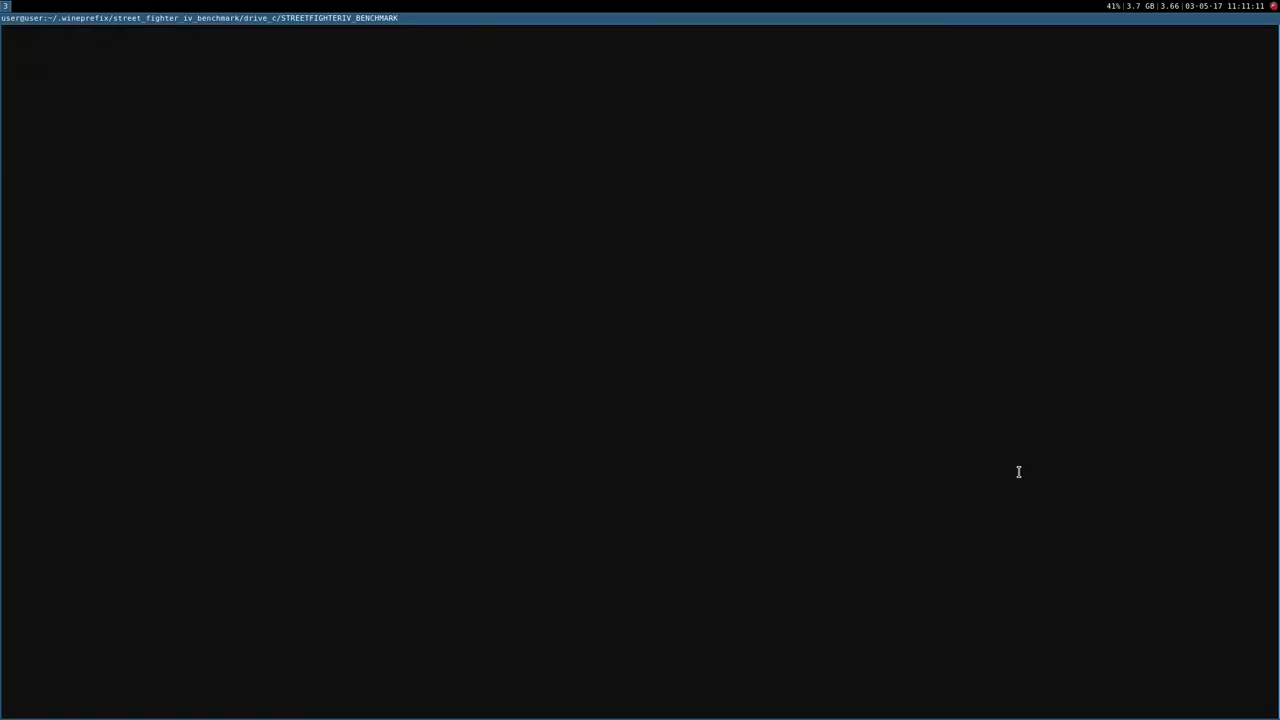 3
41%|3.7 GB|3.66|03-05-17 11:11:11
user@user:~/.wineprefix/street_fighter_iv_benchmark/drive_c/STREETFIGHTERIV_BENCHMARK